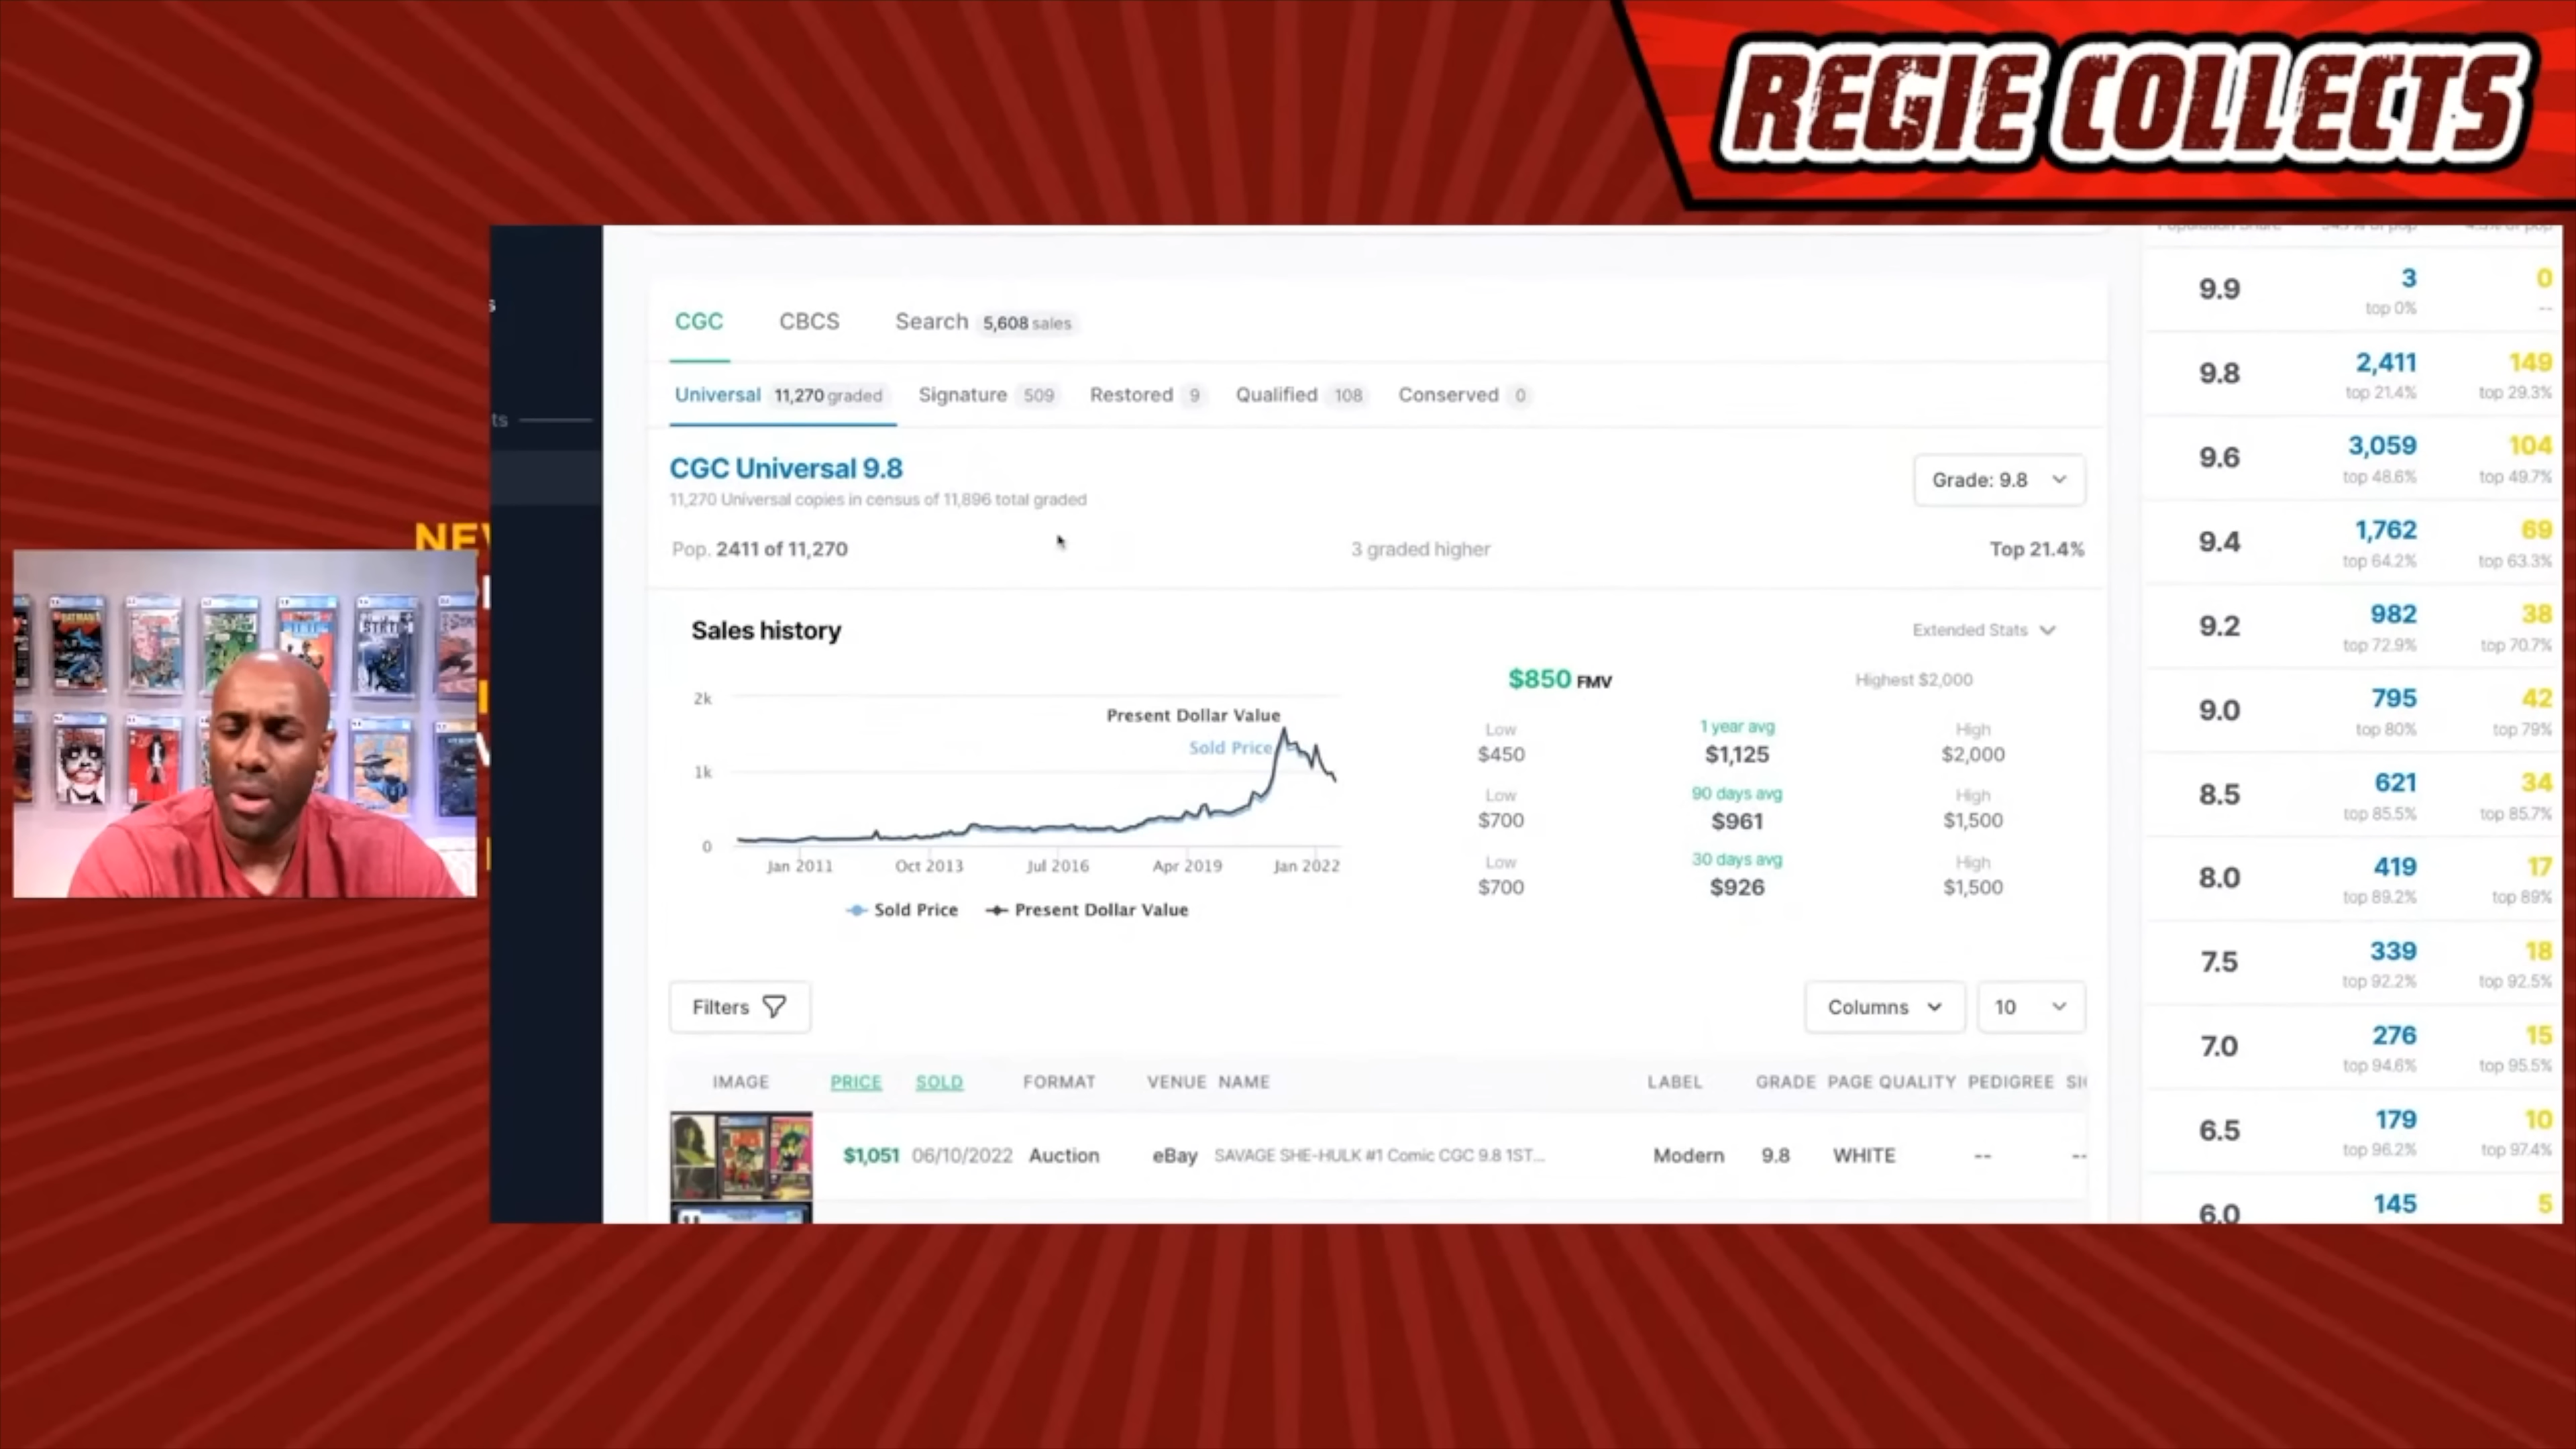 REGIE COLLECTS
CGC CBCS Search 5,608 sales
Universal 11,270 graded Signature 509 Restored 9 Qualified 108 Conserved 0
CGC Universal 9.8
11,270 Universal copies in census of 11,896 total graded
Grade: 9.8
Pop. 2411 of 11,270 3 graded higher Top 21.4%
Sales history
Extended Stats
$850 FMV Highest $2,000
2k
1k
0
Present Dollar Value
Sold Price
Jan 2011 Oct 2013 Jul 2016 Apr 2019 Jan 2022
Sold Price Present Dollar Value
Low 1 year avg High
$450 $1,125 $2,000
Low 90 days avg High
$700 $961 $1,500
Low 30 days avg High
$700 $926 $1,500
Filters Columns 10
IMAGE PRICE SOLD FORMAT VENUE NAME LABEL GRADE PAGE QUALITY PEDIGREE
$1,051 06/10/2022 Auction eBay SAVAGE SHE-HULK #1 Comic CGC 9.8 1ST... Modern 9.8 WHITE -- --
9.9 3 0
top 0% --
9.8 2,411 149
top 21.4% top 29.3%
9.6 3,059 104
top 48.6% top 49.7%
9.4 1,762 69
top 64.2% top 63.3%
9.2 982 38
top 72.9% top 70.7%
9.0 795 42
top 80% top 79%
8.5 621 34
top 85.5% top 85.7%
8.0 419 17
top 89.2% top 89%
7.5 339 18
top 92.2% top 92.5%
7.0 276 15
top 94.6% top 95.5%
6.5 179 10
top 96.2% top 97.4%
6.0 145 5
BATMAN